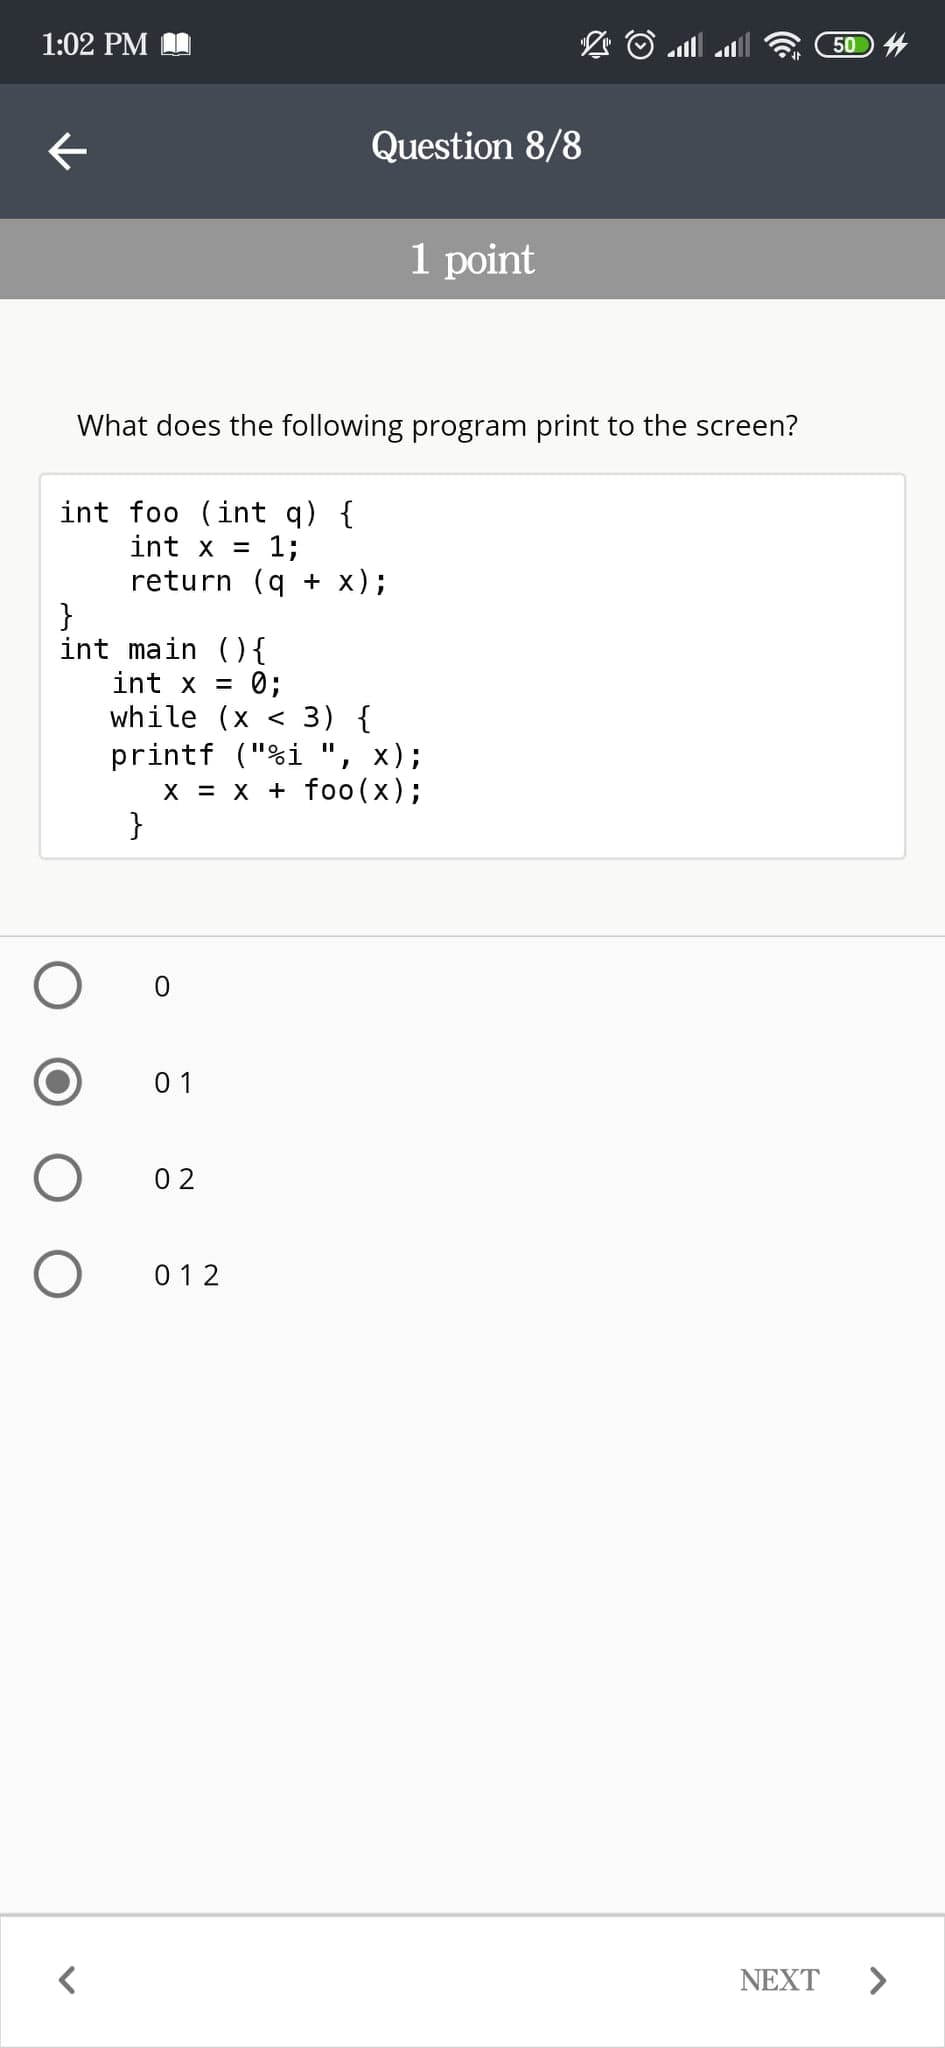 1:02 PM
50
Question 8/8
1 point
What does the following program print to the screen?
int foo (int q) {
    int x = 1;
    return (q + x);
}
int main (){
   int x = 0;
   while (x < 3) {
   printf ("%i ", x);
      x = x + foo(x);
    }
0
0 1
0 2
0 1 2
NEXT